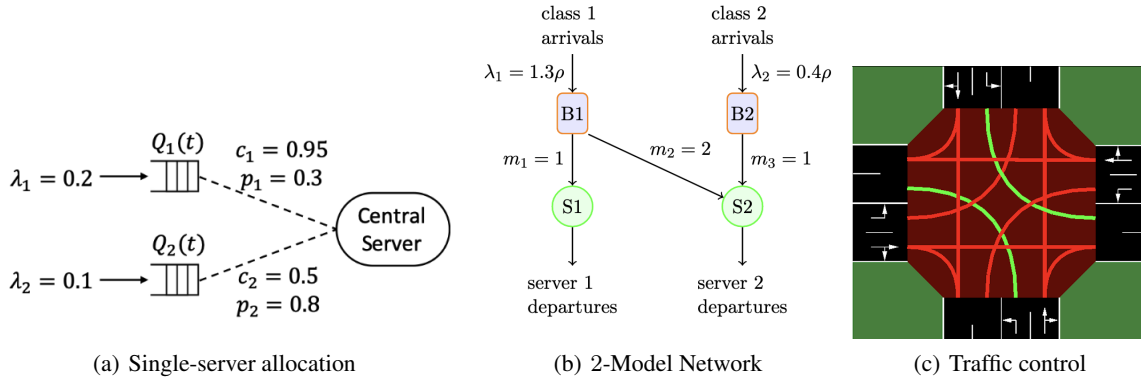 Q₁(t)
c₁ = 0.95
λ₁ = 0.2
p₁ = 0.3
Central
Server
Q₂(t)
c₂ = 0.5
λ₂ = 0.1
p₂ = 0.8
(a) Single-server allocation
class 1
arrivals
class 2
arrivals
λ₁ = 1.3ρ
λ₂ = 0.4ρ
B1
B2
m₁ = 1
m₂ = 2
m₃ = 1
S1
S2
server 1
departures
server 2
departures
(b) 2-Model Network
(c) Traffic control